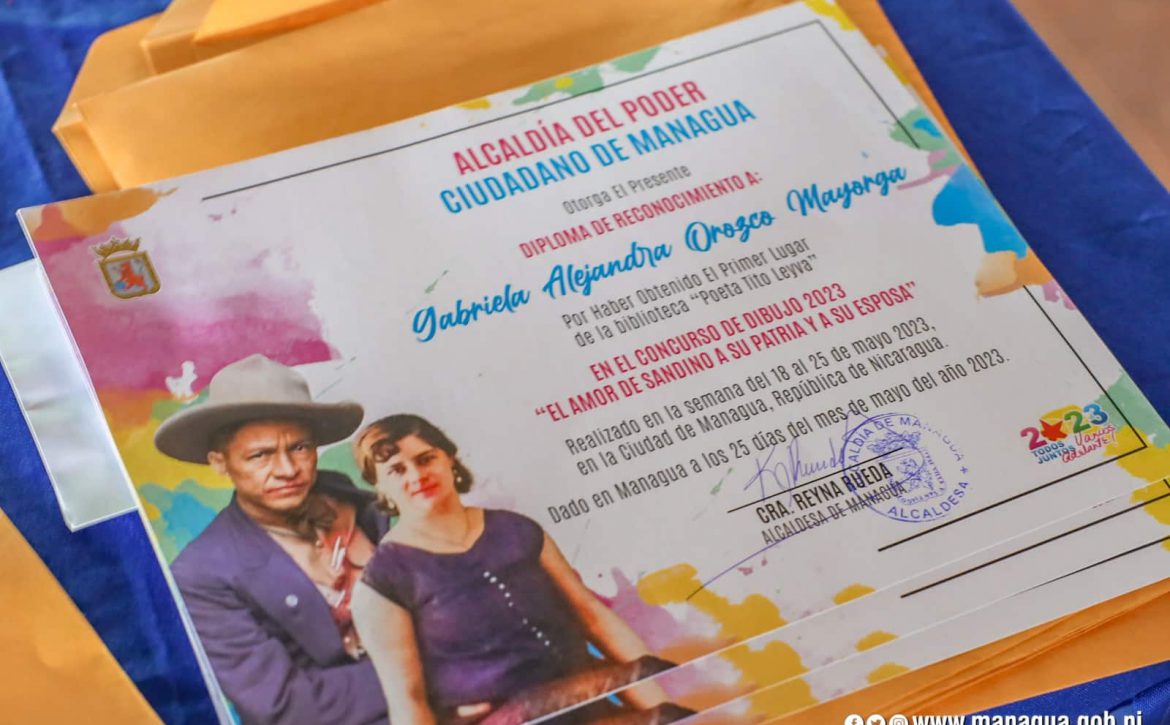 ALCALDÍA DEL PODER
CIUDADANO DE MANAGUA
Otorga El Presente
DIPLOMA DE RECONOCIMIENTO A:
Gabriela Alejandra Orozco Mayorga
Por Haber Obtenido El Primer Lugar
de la biblioteca "Poeta Tito Leyva"
EN EL CONCURSO DE DIBUJO 2023
"EL AMOR DE SANDINO A SU PATRIA Y A SU ESPOSA"
Realizado en la semana del 18 al 25 de mayo 2023,
en la Ciudad de Managua, República de Nicaragua.
Dado en Managua a los 25 días del mes de mayo del año 2023.
CRA. REYNA RUEDA
ALCALDESA DE MANAGUA
ALCALDÍA DE MANAGUA
ALCALDESA
2023
TODOS JUNTOS
Vamos Adelante!
www.managua.gob.ni